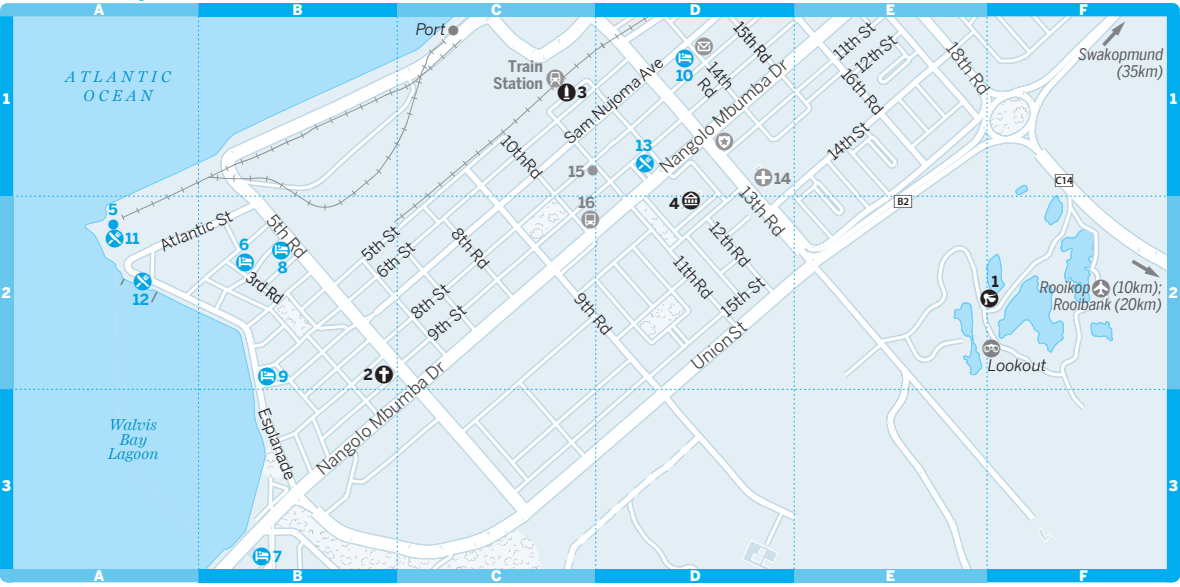 A
B
C
D
E
F
Port
15th Rd
11th St
12th St
18th Rd
Swakopmund
(35km)
ATLANTIC
OCEAN
Train
Station
10
14th
Rd
16th Rd
1
1
3
Sam Nujoma Ave
Nangolo Mbumba Dr
10th Rd
13
14th St
15
14
C14
16
4
13th Rd
B2
5
11
Atlantic St
5th Rd
5th St
6th St
8th Rd
12th Rd
6
8
3rd Rd
11th Rd
1
2
2
12
8th St
9th St
9th Rd
15th St
Rooikop
(10km);
Rooibank (20km)
Union St
Lookout
9
2
Nangolo Mbumba Dr
Esplanade
Walvis
Bay
Lagoon
3
3
7
A
B
C
D
E
F